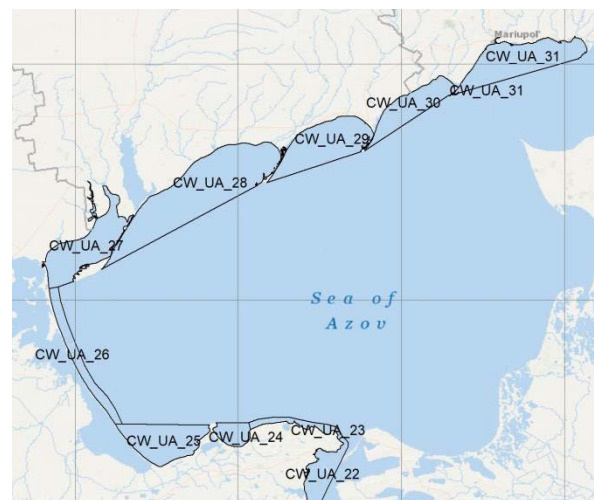 Mariupol
CW_UA_31
CW_UA_31
CW_UA_30
CW_UA_29
CW_UA_28
CW_UA_27
Sea of
Azov
CW_UA_26
CW_UA_25
CW_UA_24
CW_UA_23
CW_UA_22